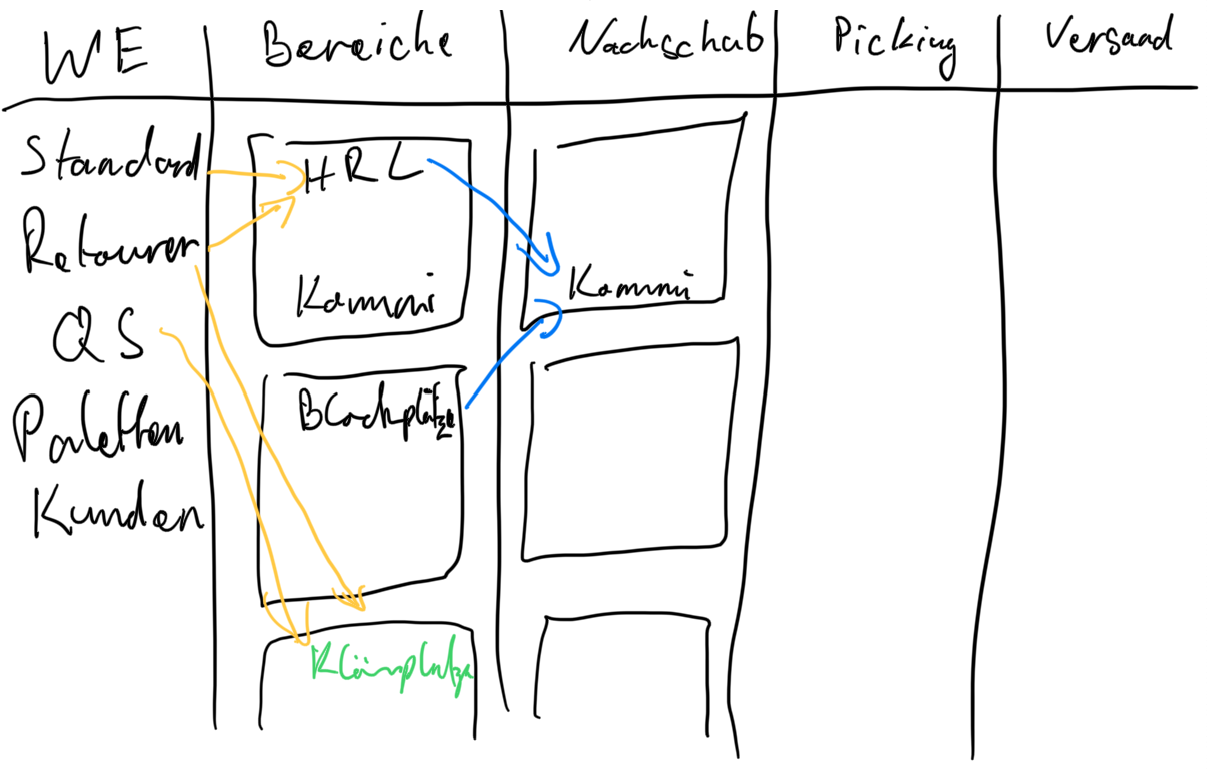 WE
Bereiche
Nachschub
Picking
Versand
Standard
Retouren
QS
Paletten
Kunden
HRL
Kommi
Blockplätze
Klärplätze
Kommi